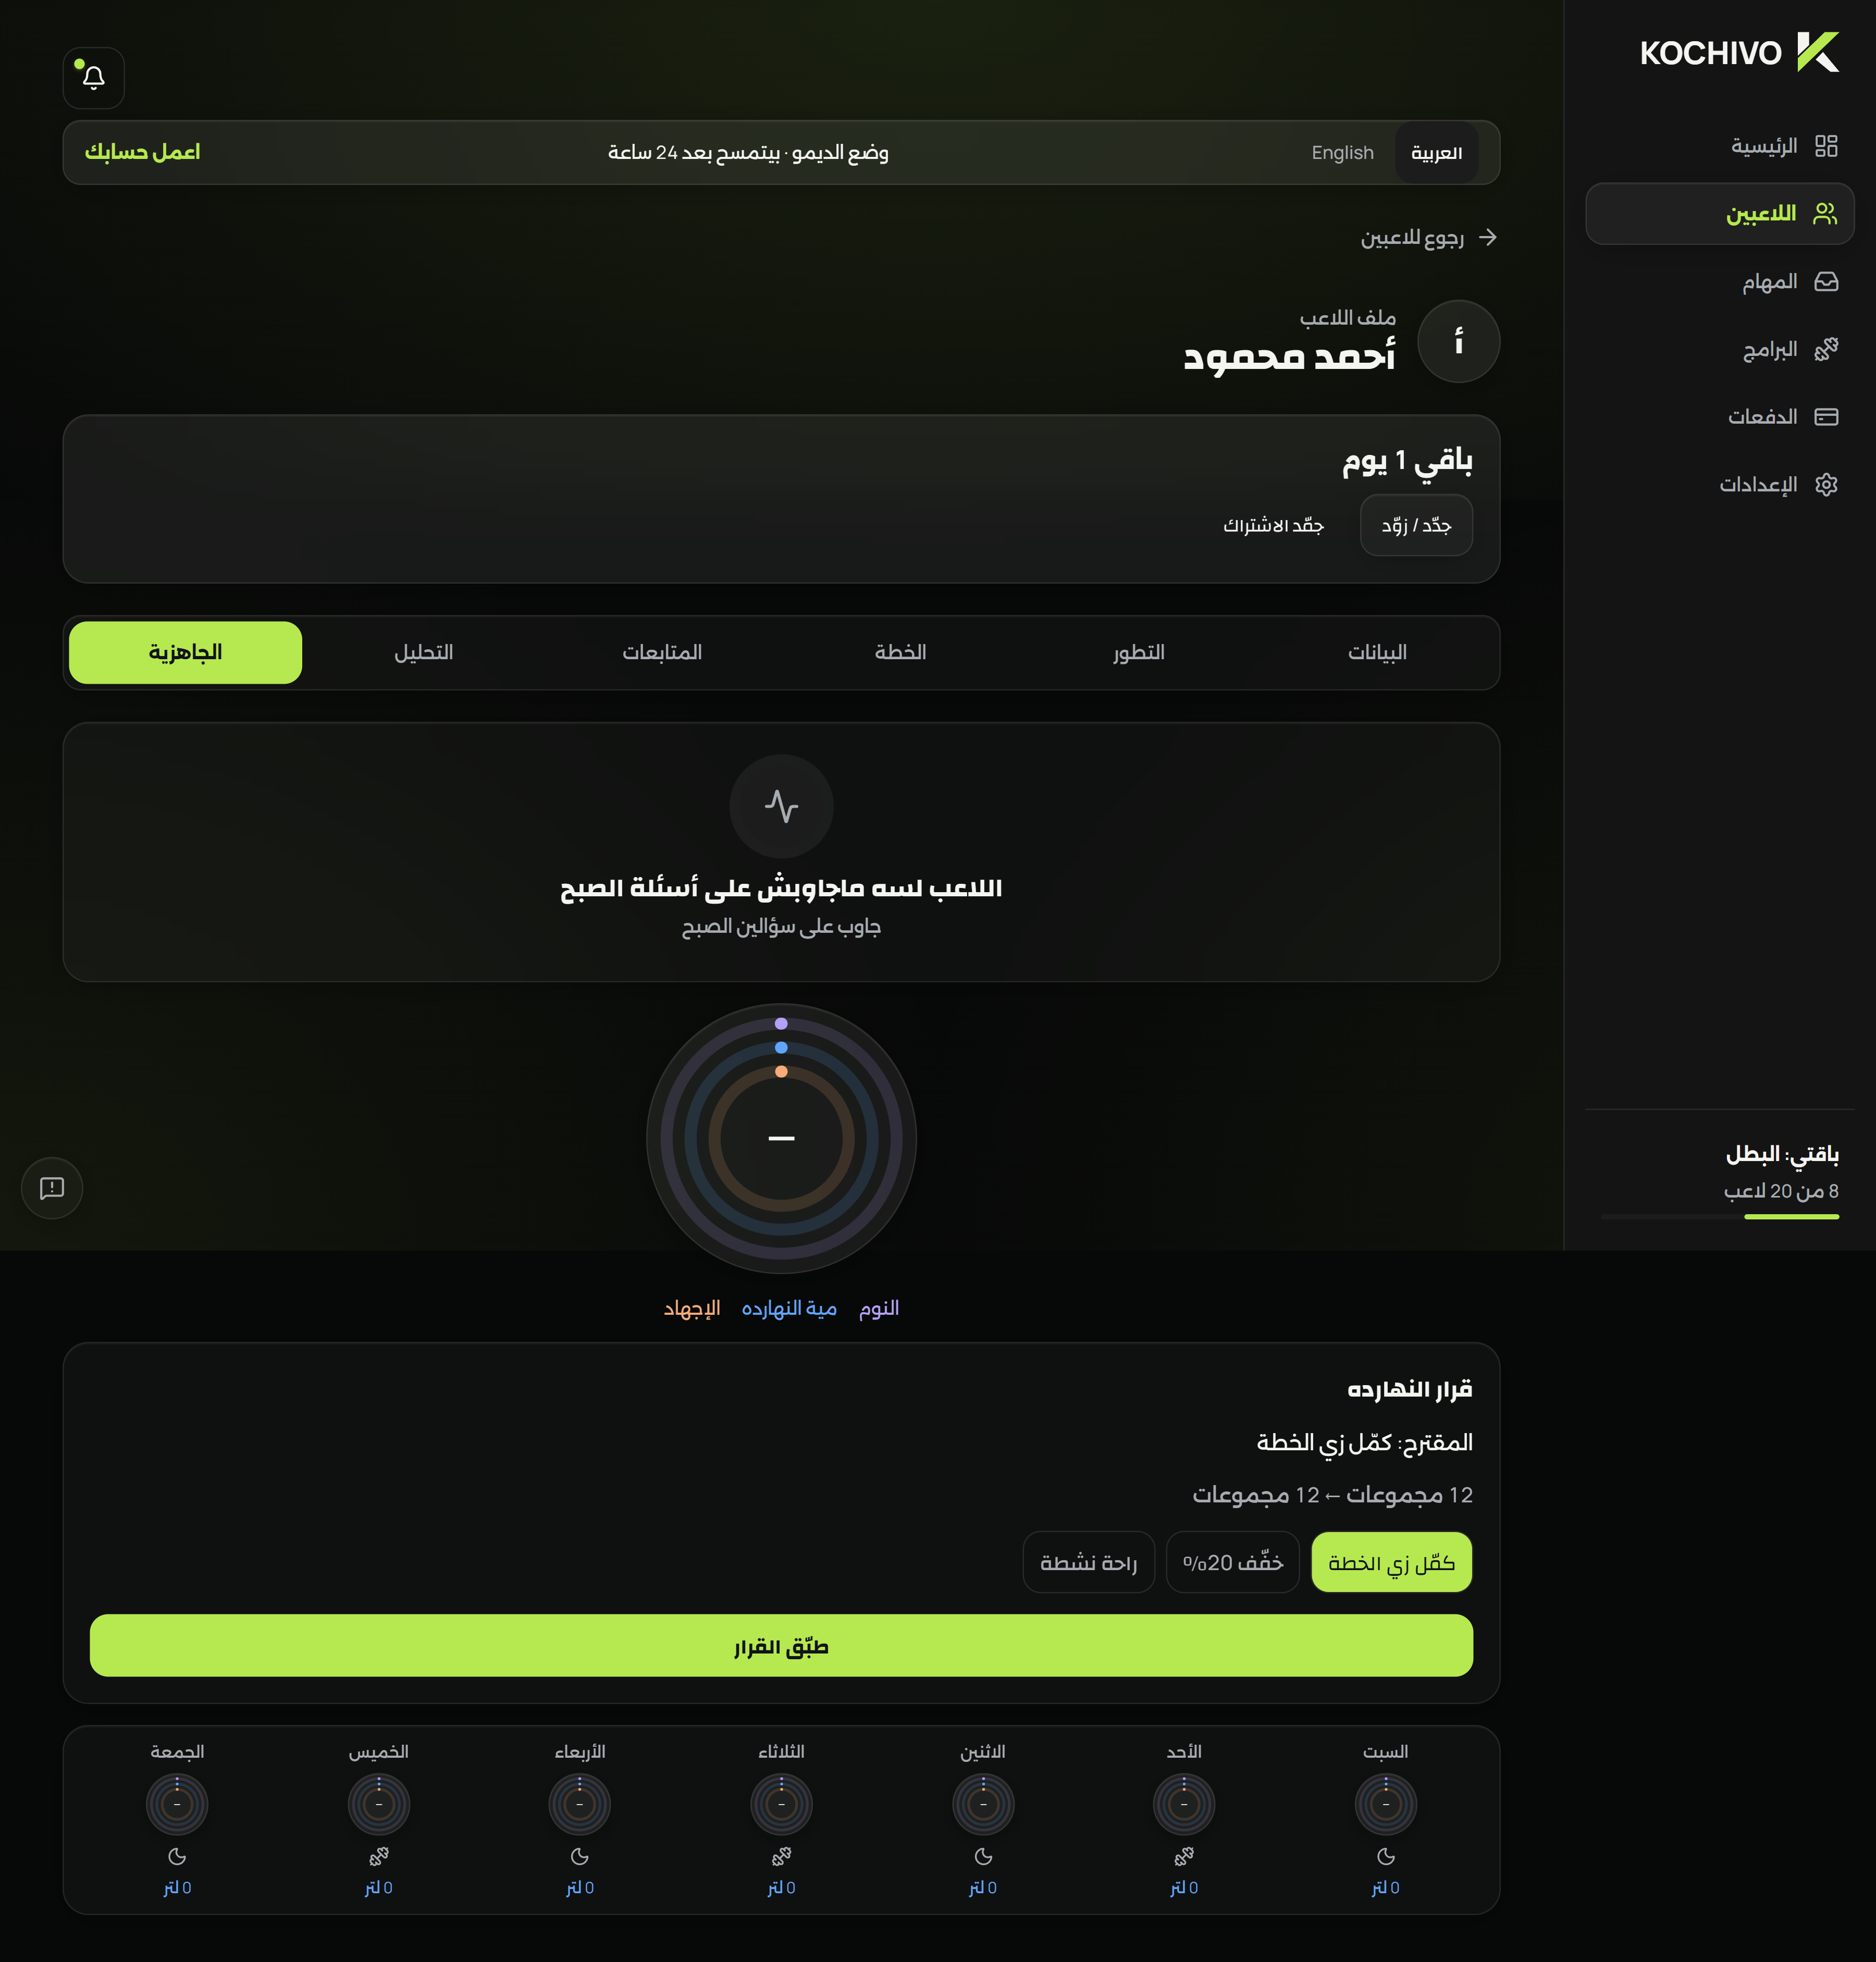 KOCHIVO
الرئيسية
اللاعبين
المهام
البرامج
الدفعات
الإعدادات
باقتي: البطل
8 من 20 لاعب
العربية English وضع الديمو · بيتمسح بعد 24 ساعة اعمل حسابك
رجوع للاعبين
أ
ملف اللاعب
أحمد محمود
باقي 1 يوم
جدّد / زوّد جمّد الاشتراك
البيانات التطور الخطة المتابعات التحليل الجاهزية
اللاعب لسه ماجاوبش على أسئلة الصبح
جاوب على سؤالين الصبح
—
النوم مية النهارده الإجهاد
قرار النهارده
المقترح: كمّل زي الخطة
12 مجموعات ← 12 مجموعات
كمّل زي الخطة خفّف 20% راحة نشطة
طبّق القرار
السبت الأحد الاثنين الثلاثاء الأربعاء الخميس الجمعة
– – – – – – –
0 لتر 0 لتر 0 لتر 0 لتر 0 لتر 0 لتر 0 لتر